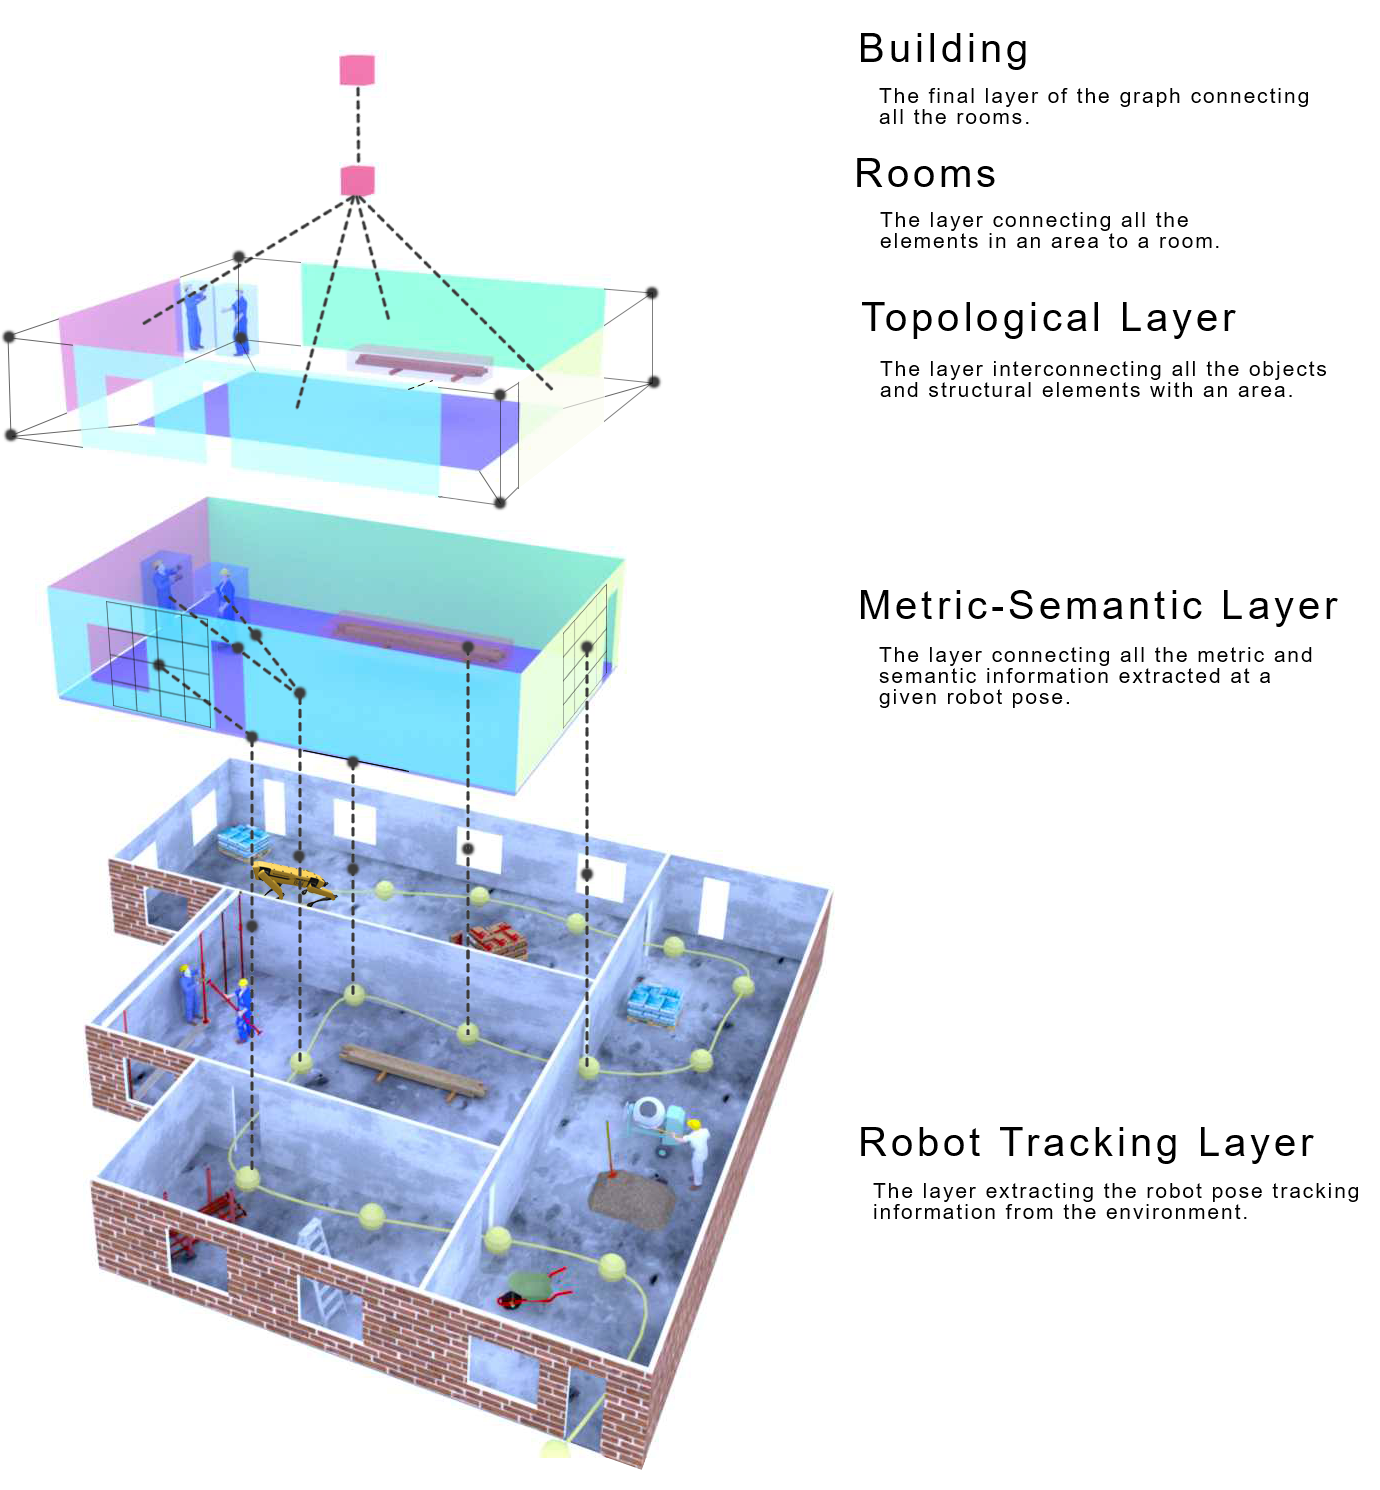 Building
The final layer of the graph connecting
all the rooms.
Rooms
The layer connecting all the
elements in an area to a room.
Topological Layer
The layer interconnecting all the objects
and structural elements with an area.
Metric-Semantic Layer
The layer connecting all the metric and
semantic information extracted at a
given robot pose.
Robot Tracking Layer
The layer extracting the robot pose tracking
information from the environment.